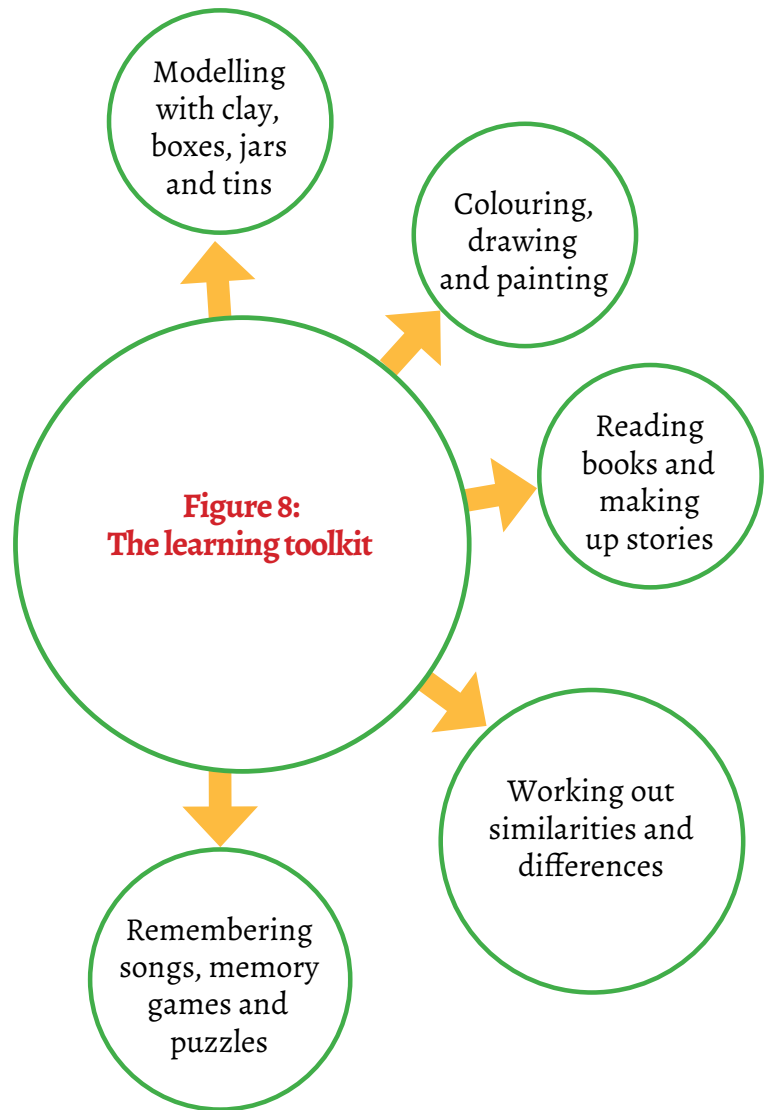 Modelling
with clay,
boxes, jars
and tins
Colouring,
drawing
and painting
Reading
books and
making
up stories
Figure 8:
The learning toolkit
Working out
similarities and
differences
Remembering
songs, memory
games and
puzzles